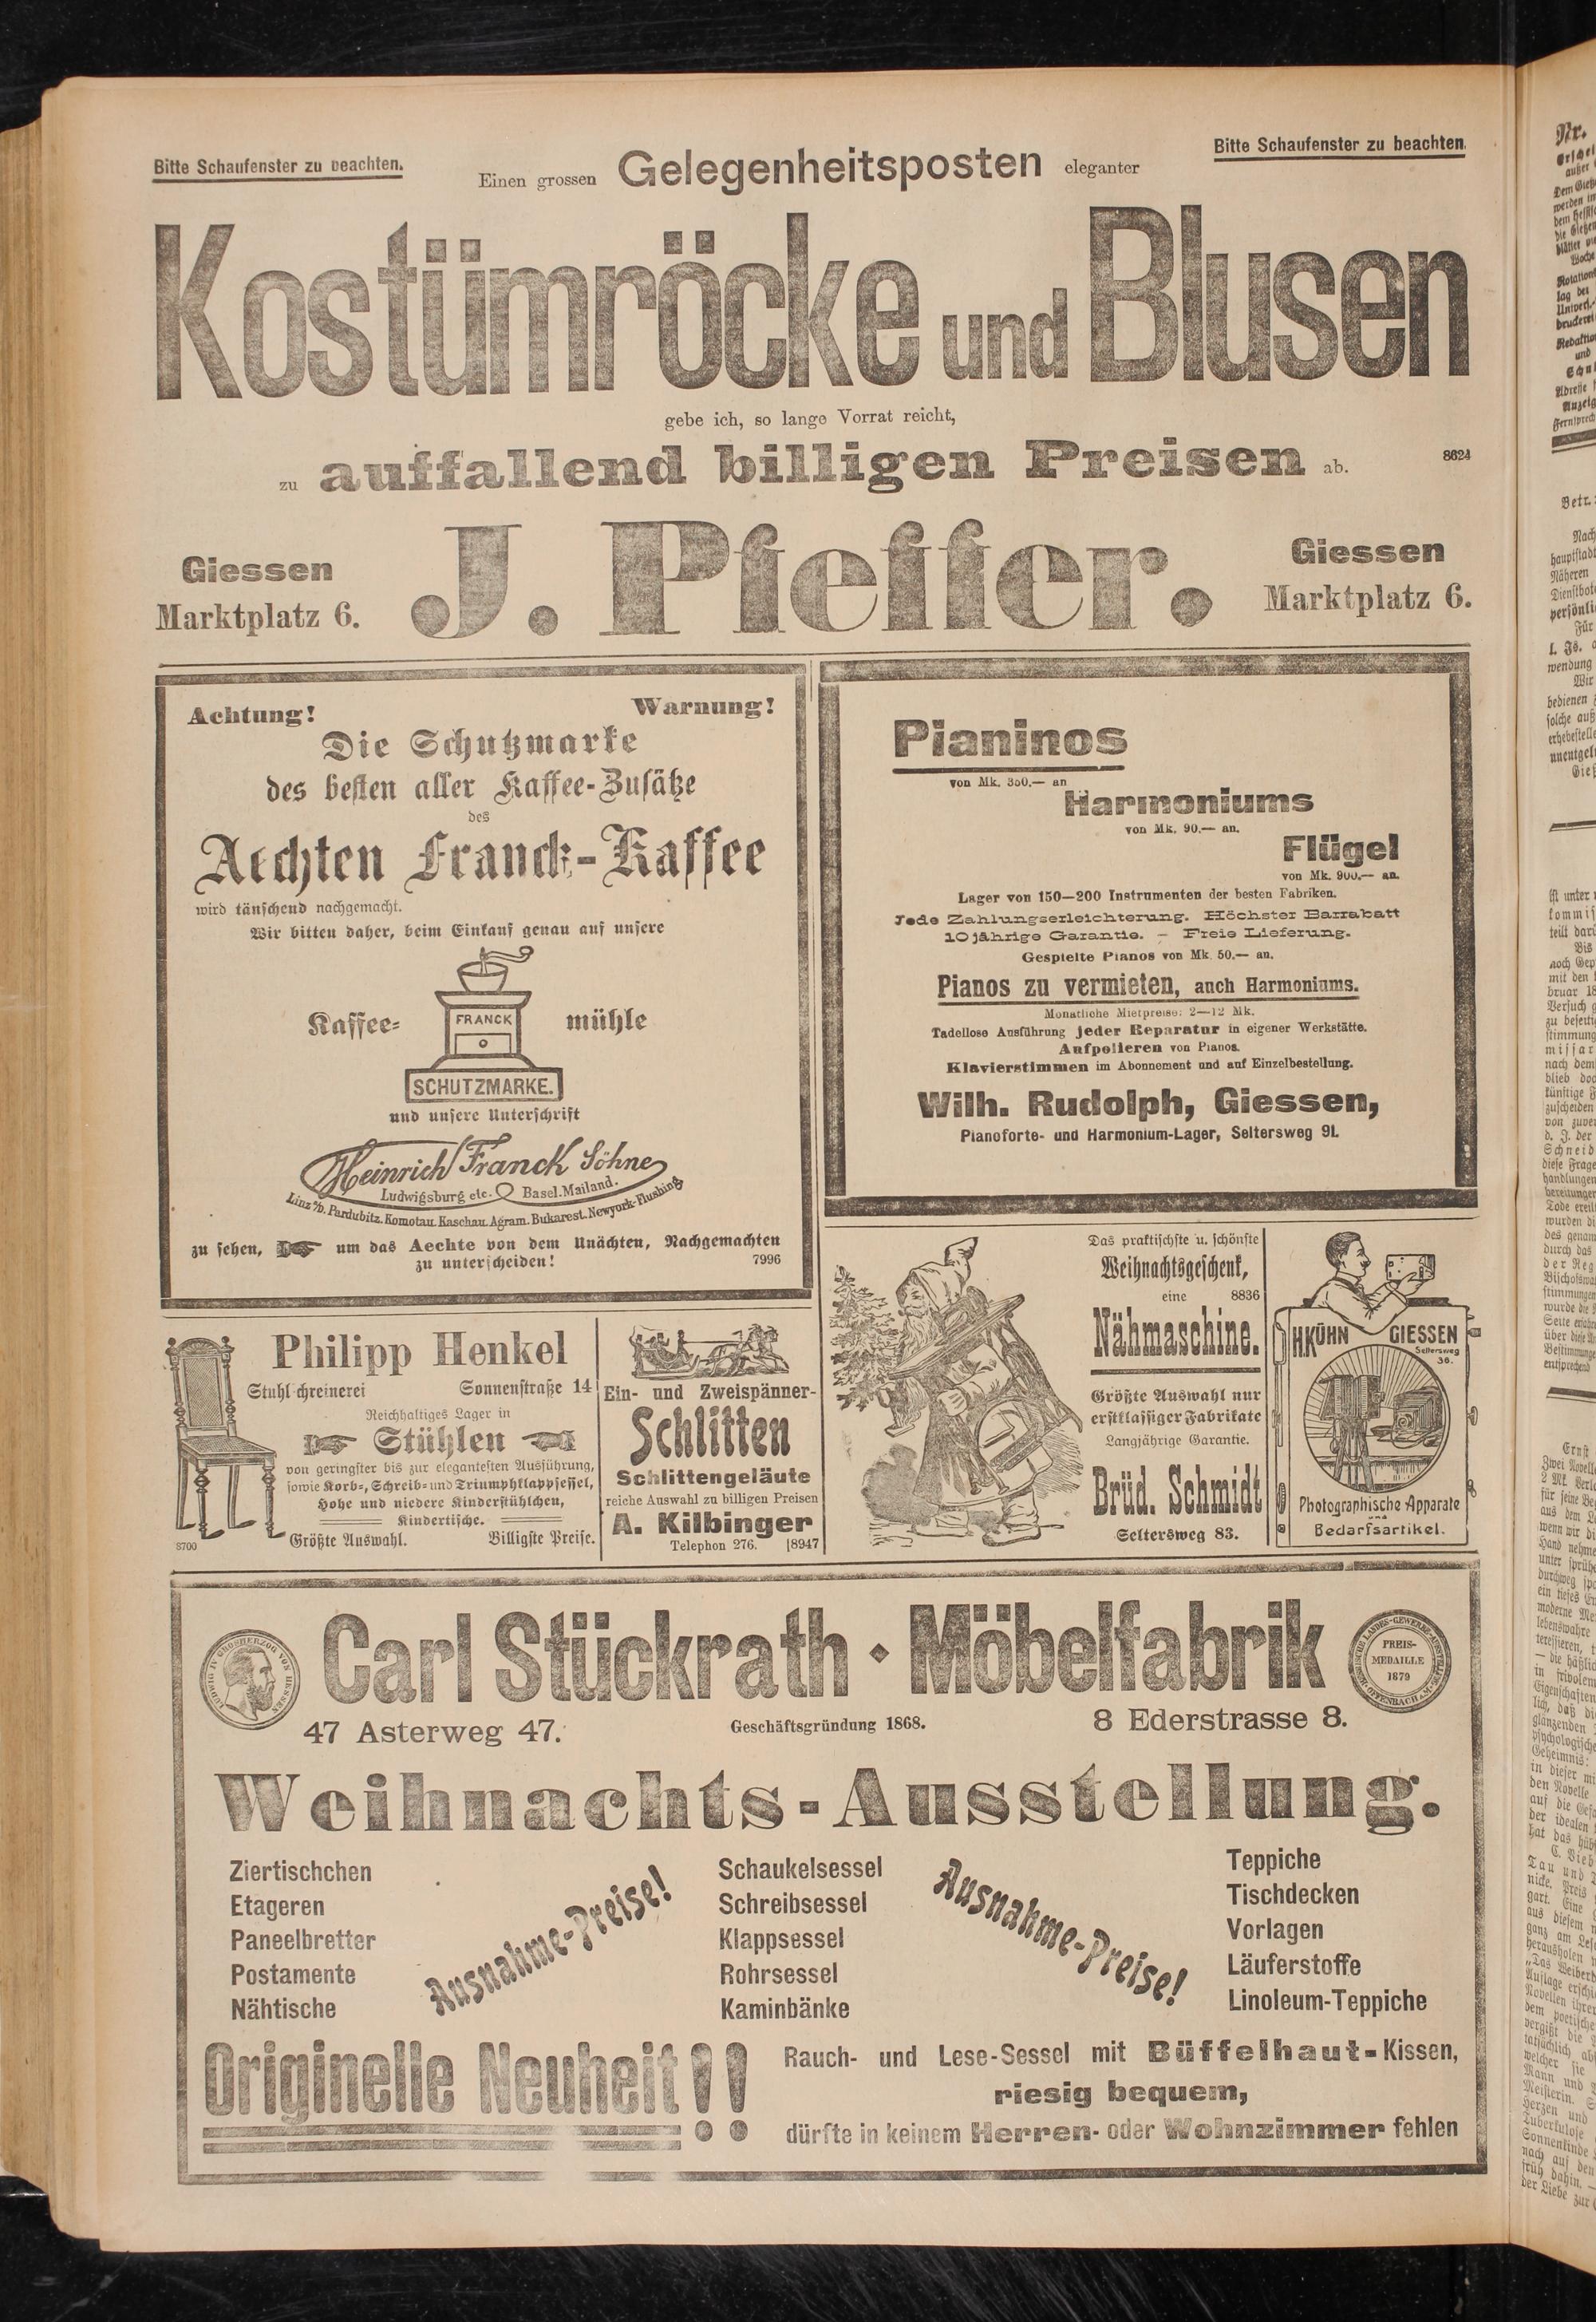 Bitte Schaufenster zu beachten.
Bitte Schaufenster zu beachten.
Einen grossen Gelegenheitsposten eleganter
Kostümröcke und Blusen
gebe ich, so lange Vorrat reicht,
zu auffallend billigen Preisen ab.
8624
Giessen
Marktplatz 6.
J. Pfeffer.
Giessen
Marktplatz 6.
Achtung! Warnung!
Die Schutzmarke
des besten aller Kaffee-Zusätze
des
Aechten Franck-Kaffee
wird täuschend nachgemacht.
Wir bitten daher, beim Einkauf genau auf unsere
Kaffee- mühle
FRANCK
SCHUTZMARKE.
und unsere Unterschrift
Heinrich Franck Söhne
Ludwigsburg etc. Basel. Mailand.
Linz a/D. Pardubitz. Komotau. Kaschau. Agram. Bukarest. Newyork-Flushing
zu sehen, um das Aechte von dem Unächten, Nachgemachten
zu unterscheiden! 7996
Pianinos
von Mk. 350.— an
Harmoniums
von Mk. 90.— an.
Flügel
von Mk. 900.— an.
Lager von 150—200 Instrumenten der besten Fabriken.
Jede Zahlungserleichterung. Höchster Barrabatt
10jährige Garantie. – Freie Lieferung.
Gespielte Pianos von Mk. 50.— an.
Pianos zu vermieten, auch Harmoniums.
Monatliche Mietpreise: 2—12 Mk.
Tadellose Ausführung jeder Reparatur in eigener Werkstätte.
Aufpolieren von Pianos.
Klavierstimmen im Abonnement und auf Einzelbestellung.
Wilh. Rudolph, Giessen,
Pianoforte- und Harmonium-Lager, Seltersweg 91.
Philipp Henkel
Stuhlschreinerei Sonnenstraße 14
Reichhaltiges Lager in
Stühlen
von geringster bis zur elegantesten Ausführung,
sowie Korb-, Schreib- und Triumphklappsessel,
Hohe und niedere Kinderstühlchen,
Kindertische.
Größte Auswahl. Billigste Preise.
8700
Ein- und Zweispänner-
Schlitten
Schlittengeläute
reiche Auswahl zu billigen Preisen
A. Kilbinger
Telephon 276. [8947
Das praktischste u. schönste
Weihnachtsgeschenk,
eine 8836
Nähmaschine.
Größte Auswahl nur
erstklassiger Fabrikate
Langjährige Garantie.
Brüd. Schmidt
Seltersweg 83.
H. KÜHN GIESSEN
Seltersweg
36.
Photographische Apparate
und
Bedarfsartikel.
LUDWIG IV GROSHERZOG VON HESSEN
Carl Stückrath · Möbelfabrik
PREIS-
MEDAILLE
1879
47 Asterweg 47.
Geschäftsgründung 1868.
8 Ederstrasse 8.
Weihnachts-Ausstellung.
Ziertischchen
Etageren
Paneelbretter
Postamente
Nähtische
Ausnahme-Preise!
Schaukelsessel
Schreibsessel
Klappsessel
Rohrsessel
Kaminbänke
Ausnahme-Preise!
Teppiche
Tischdecken
Vorlagen
Läuferstoffe
Linoleum-Teppiche
Originelle Neuheit!!
Rauch- und Lese-Sessel mit Büffelhaut-Kissen,
riesig bequem,
dürfte in keinem Herren- oder Wohnzimmer fehlen